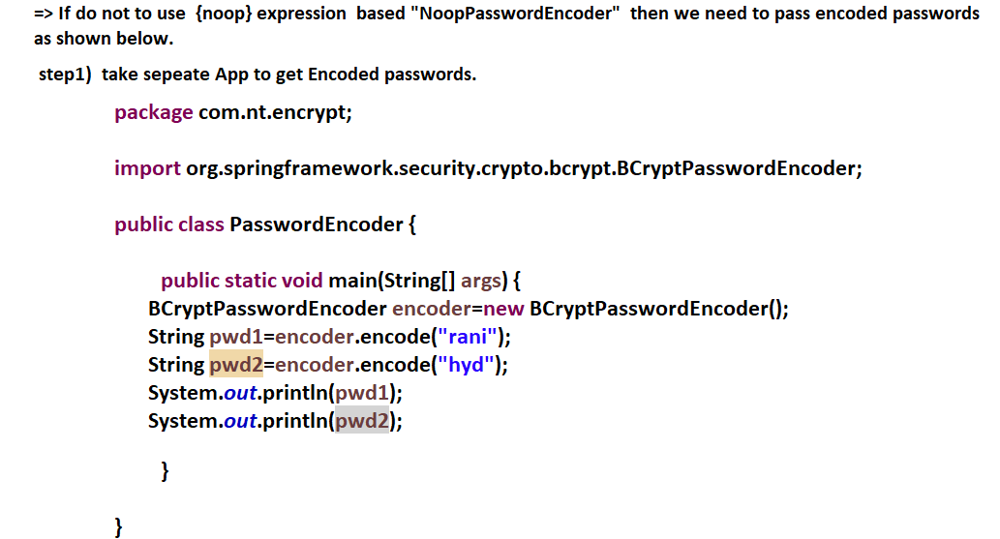 => If do not to use {noop} expression based "NoopPasswordEncoder" then we need to pass encoded passwords
as shown below.
step1) take sepeate App to get Encoded passwords.
package com.nt.encrypt;
import org.springframework.security.crypto.bcrypt.BCryptPasswordEncoder;
public class PasswordEncoder {
public static void main(String[] args) {
BCryptPasswordEncoder encoder=new BCryptPasswordEncoder();
String pwd1=encoder.encode("rani");
String pwd2=encoder.encode("hyd");
System.out.println(pwd1);
System.out.println(pwd2);
}
}